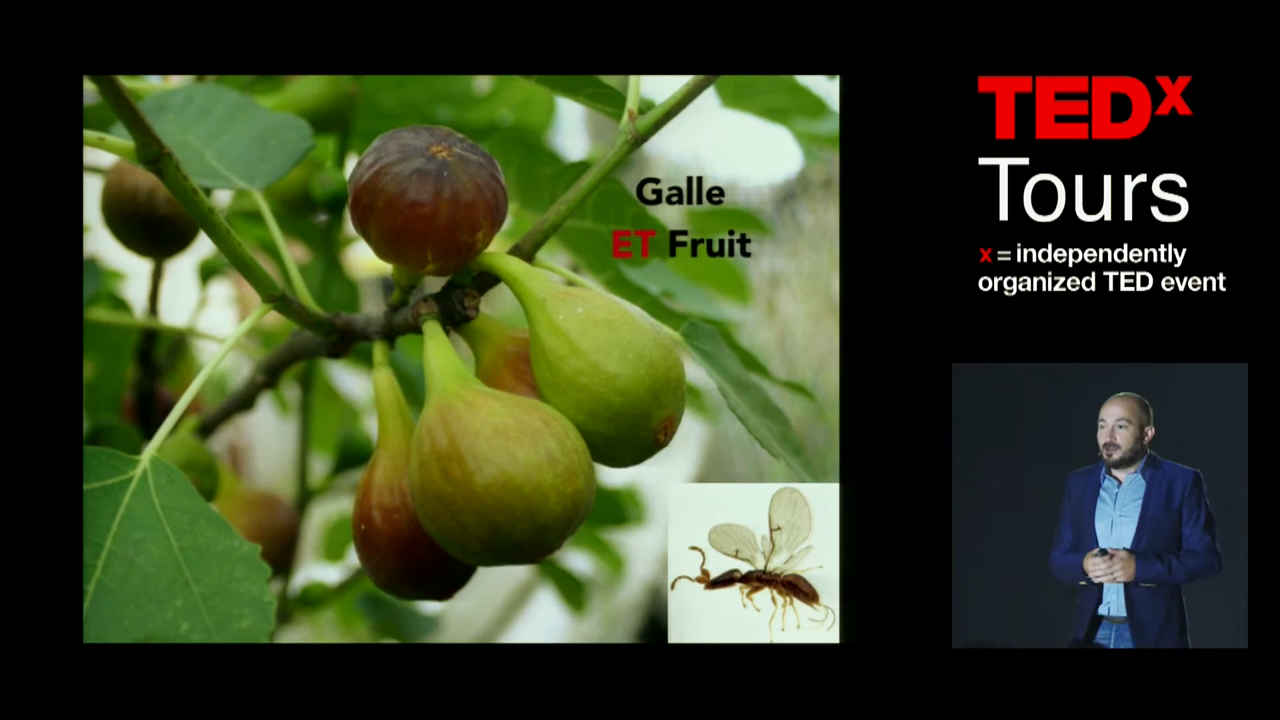 Galle
ET Fruit
TEDx
Tours
x = independently
organized TED event